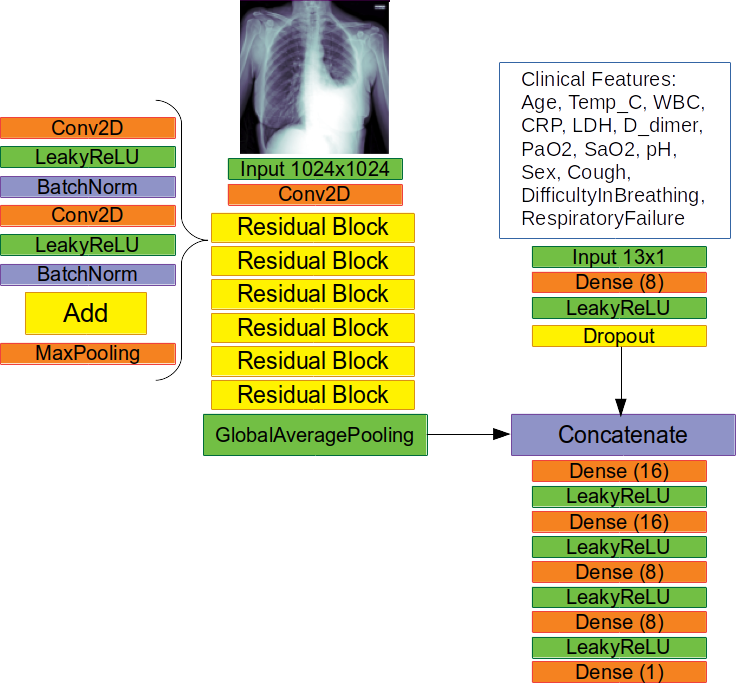 Conv2D
LeakyReLU
BatchNorm
Conv2D
LeakyReLU
BatchNorm
Add
MaxPooling
Input 1024x1024
Conv2D
Residual Block
Residual Block
Residual Block
Residual Block
Residual Block
Residual Block
GlobalAveragePooling
Clinical Features:
Age, Temp_C, WBC,
CRP, LDH, D_dimer,
PaO2, SaO2, pH,
Sex, Cough,
DifficultyInBreathing,
RespiratoryFailure
Input 13x1
Dense (8)
LeakyReLU
Dropout
Concatenate
Dense (16)
LeakyReLU
Dense (16)
LeakyReLU
Dense (8)
LeakyReLU
Dense (8)
LeakyReLU
Dense (1)